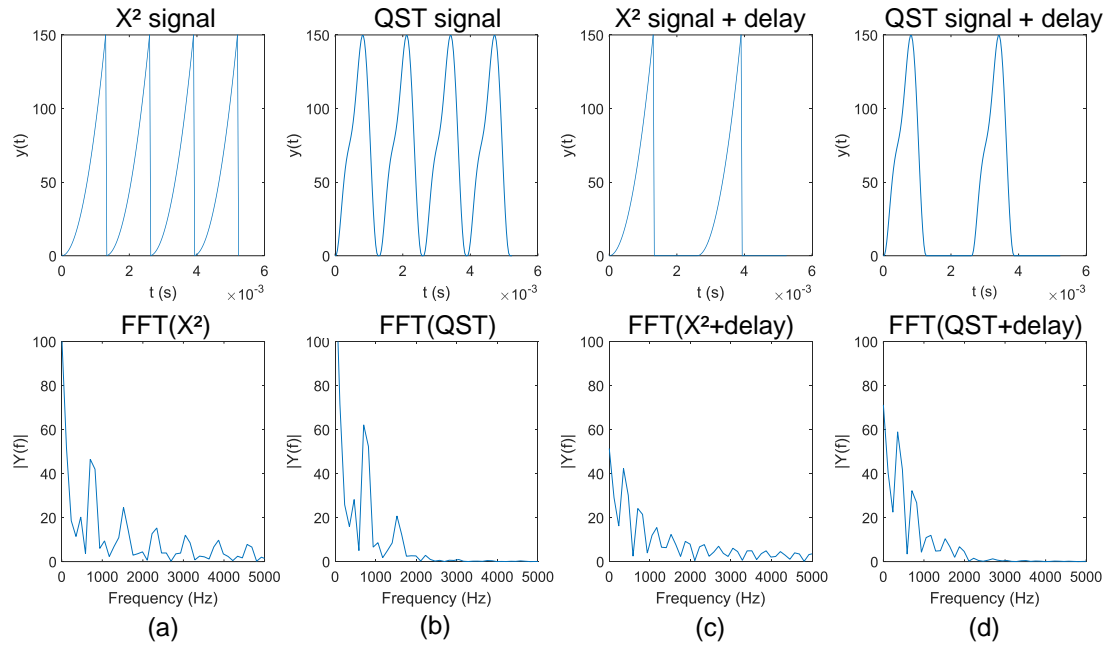 X² signal
150
100
50
0
y(t)
0 2 4 6
t (s) ×10⁻³
QST signal
150
100
50
0
y(t)
0 2 4 6
t (s) ×10⁻³
X² signal + delay
150
100
50
0
y(t)
0 2 4 6
t (s) ×10⁻³
QST signal + delay
150
100
50
0
y(t)
0 2 4 6
t (s) ×10⁻³
FFT(X²)
100
80
60
40
20
0
|Y(f)|
0 1000 2000 3000 4000 5000
Frequency (Hz)
(a)
FFT(QST)
100
80
60
40
20
0
|Y(f)|
0 1000 2000 3000 4000 5000
Frequency (Hz)
(b)
FFT(X²+delay)
100
80
60
40
20
0
|Y(f)|
0 1000 2000 3000 4000 5000
Frequency (Hz)
(c)
FFT(QST+delay)
100
80
60
40
20
0
|Y(f)|
0 1000 2000 3000 4000 5000
Frequency (Hz)
(d)